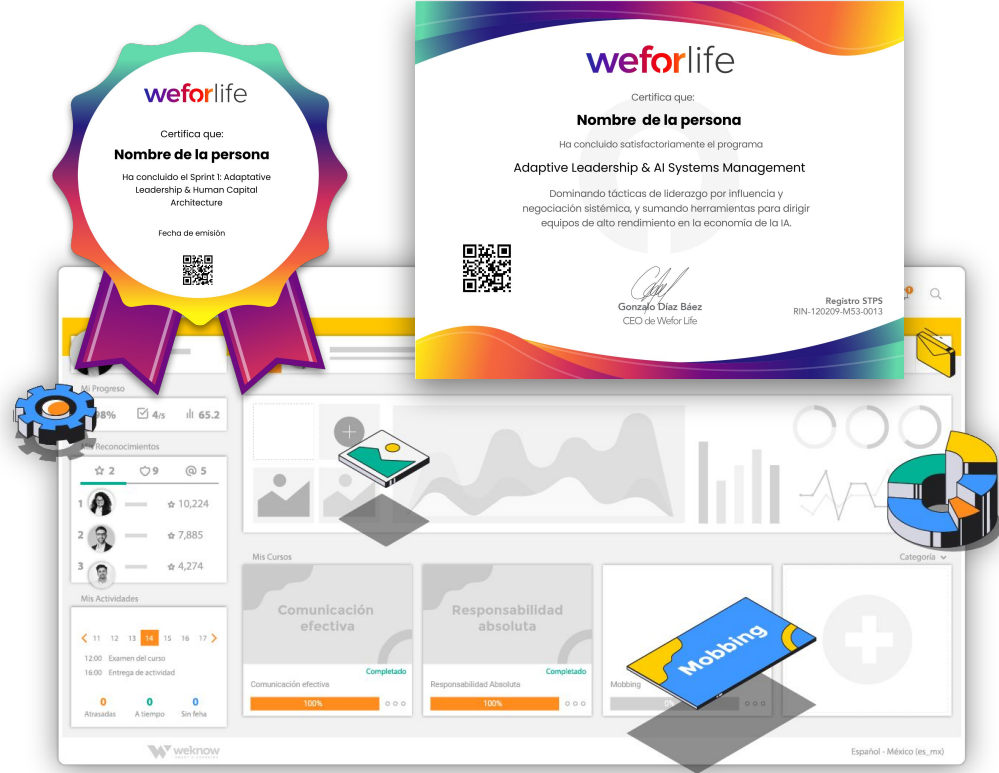 weforlife
Certifica que:
Nombre de la persona
Ha concluido el Sprint 1: Adaptative
Leadership & Human Capital
Architecture
Fecha de emisión
weforlife
Certifica que:
Nombre de la persona
Ha concluido satisfactoriamente el programa
Adaptive Leadership & AI Systems Management
Dominando tácticas de liderazgo por influencia y
negociación sistémica, y sumando herramientas para dirigir
equipos de alto rendimiento en la economía de la IA.
Gonzalo Díaz Báez
CEO de Wefor Life
Registro STPS
RIN-120209-M53-0013
Mi Progreso
98% 4/5 65.2
Mis Reconocimientos
2 9 @ 5
1 10,224
2 7,885
3 4,274
Mis Actividades
11 12 13 14 15 16 17
12:00 Examen del curso
16:00 Entrega de actividad
0 0 0
Atrasadas A tiempo Sin feha
Mis Cursos
Categoría
Comunicación
efectiva
Completado
Comunicación efectiva
100%
Responsabilidad
absoluta
Completado
Responsabilidad Absoluta
100%
Mobbing
Mobbing
0%
weknow
Español - México (es_mx)